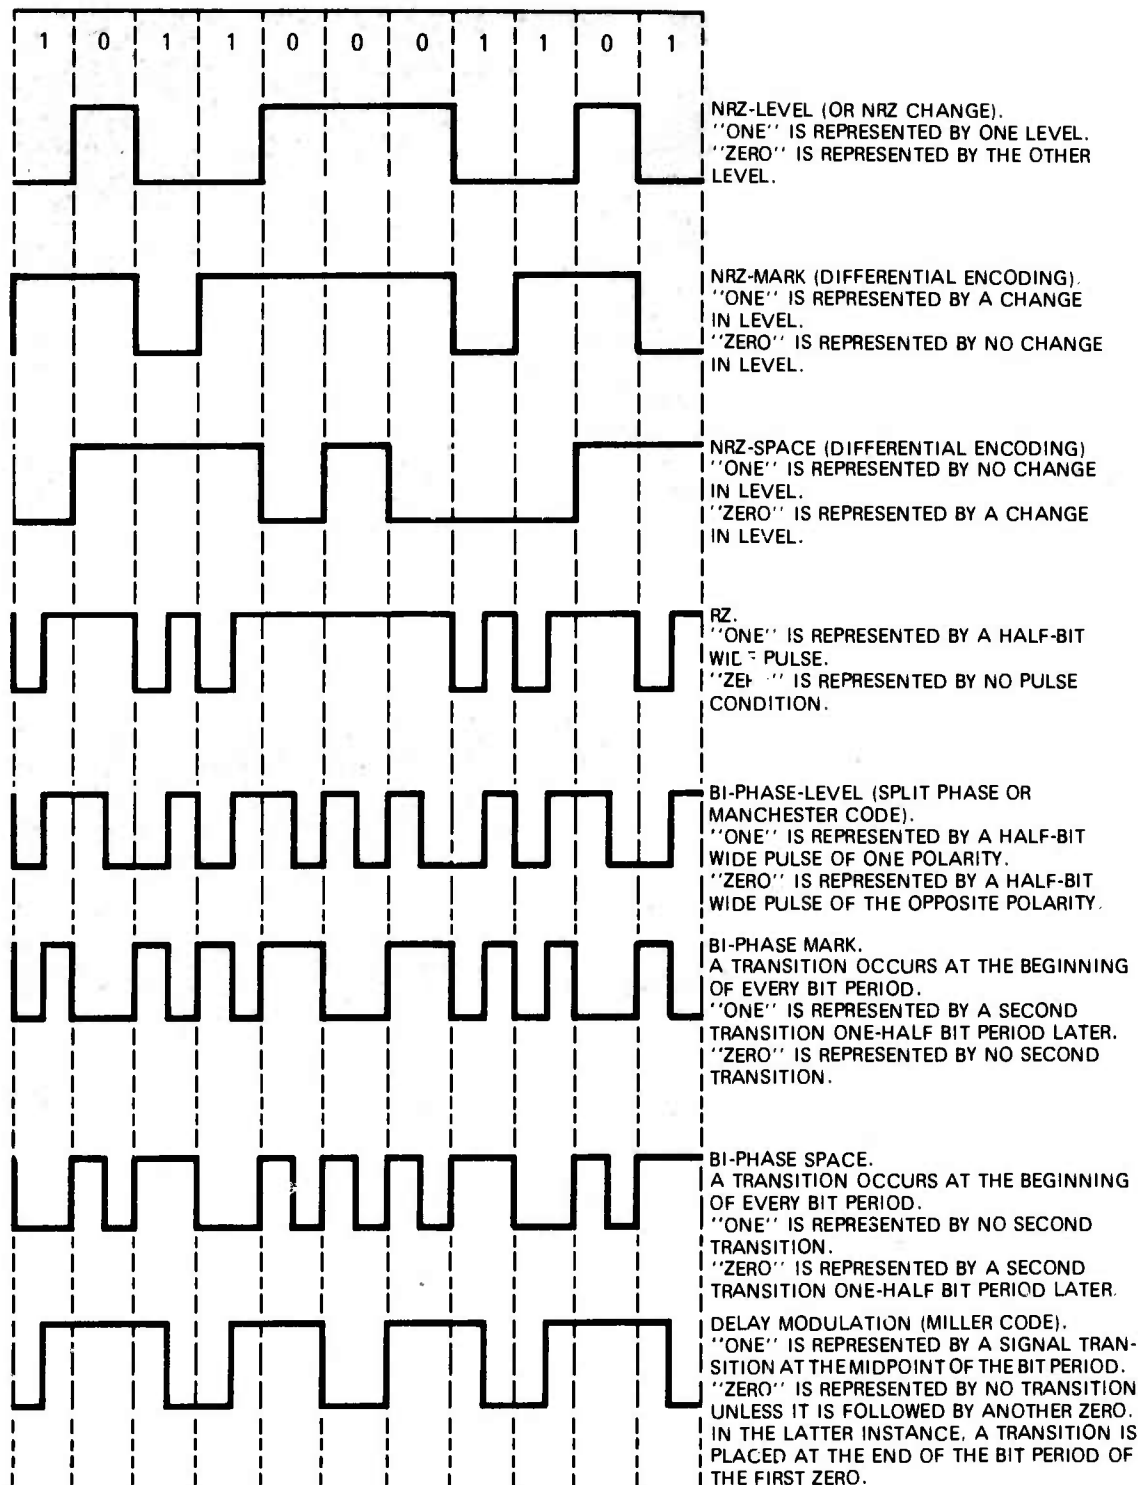 1 0 1 1 0 0 0 1 1 0 1
NRZ-LEVEL (OR NRZ CHANGE).
"ONE" IS REPRESENTED BY ONE LEVEL.
"ZERO" IS REPRESENTED BY THE OTHER
LEVEL.
NRZ-MARK (DIFFERENTIAL ENCODING).
"ONE" IS REPRESENTED BY A CHANGE
IN LEVEL.
"ZERO" IS REPRESENTED BY NO CHANGE
IN LEVEL.
NRZ-SPACE (DIFFERENTIAL ENCODING)
"ONE" IS REPRESENTED BY NO CHANGE
IN LEVEL.
"ZERO" IS REPRESENTED BY A CHANGE
IN LEVEL.
RZ.
"ONE" IS REPRESENTED BY A HALF-BIT
PULSE.
IS REPRESENTED BY NO PULSE
CONDITION.
BI-PHASE-LEVEL (SPLIT PHASE OR
MANCHESTER CODE).
"ONE" IS REPRESENTED BY A HALF-BIT
WIDE PULSE OF ONE POLARITY.
"ZERO" IS REPRESENTED BY A HALF-BIT
WIDE PULSE OF THE OPPOSITE POLARITY.
BI-PHASE MARK.
A TRANSITION OCCURS AT THE BEGINNING
OF EVERY BIT PERIOD.
"ONE" IS REPRESENTED BY A SECOND
TRANSITION ONE-HALF BIT PERIOD LATER.
"ZERO" IS REPRESENTED BY NO SECOND
TRANSITION.
BI-PHASE SPACE.
A TRANSITION OCCURS AT THE BEGINNING
OF EVERY BIT PERIOD.
"ONE" IS REPRESENTED BY NO SECOND
TRANSITION.
"ZERO" IS REPRESENTED BY A SECOND
TRANSITION ONE-HALF BIT PERIOD LATER.
DELAY MODULATION (MILLER CODE).
"ONE" IS REPRESENTED BY A SIGNAL TRAN-
SITION AT THE MIDPOINT OF THE BIT PERIOD.
"ZERO" IS REPRESENTED BY NO TRANSITION
UNLESS IT IS FOLLOWED BY ANOTHER ZERO.
IN THE LATTER INSTANCE, A TRANSITION IS
PLACED AT THE END OF THE BIT PERIOD OF
THE FIRST ZERO.